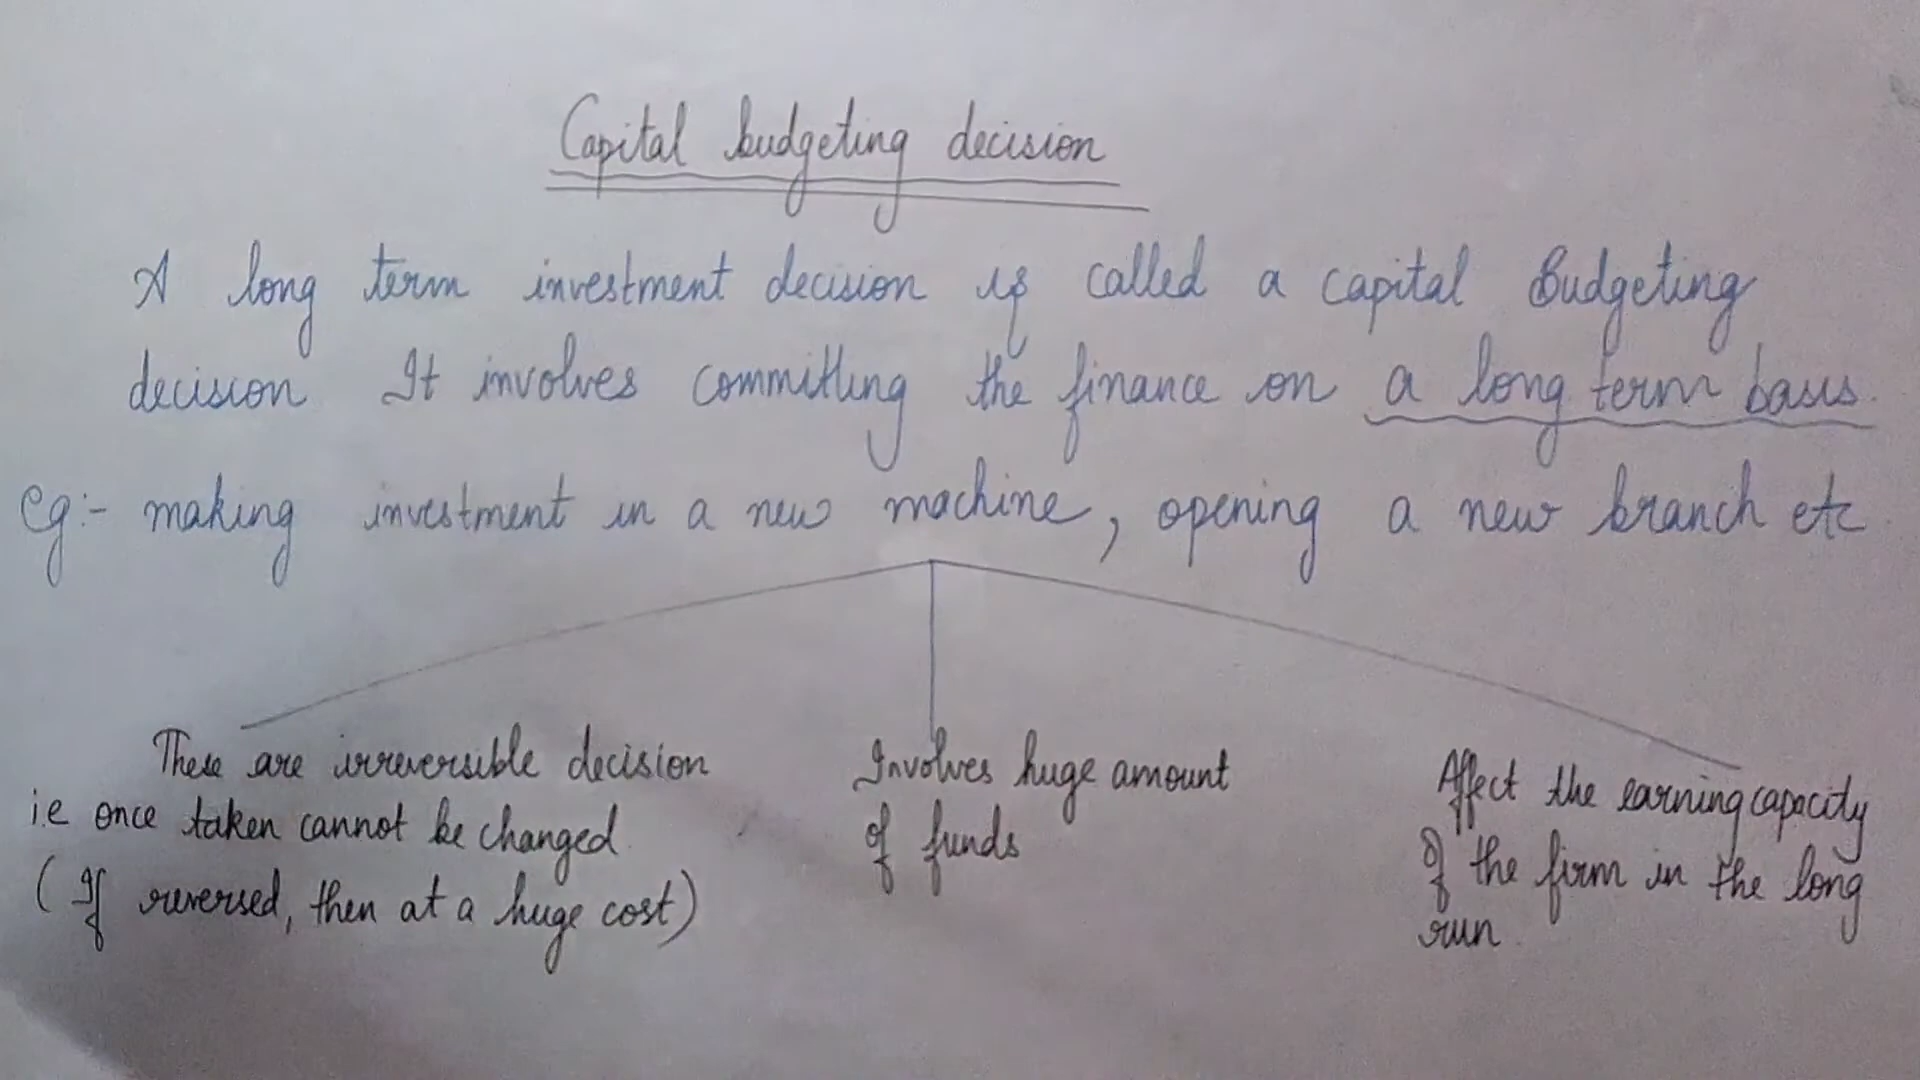 Capital budgeting decision
A long term investment decision is called a capital Budgeting
decision It involves committing the finance on a long term basis.
eg:- making investment in a new machine, opening a new branch etc
These are irreversible decision
i.e once taken cannot be changed.
(If reversed, then at a huge cost)
Involves huge amount
of funds
Affect the earning capacity
of the firm in the long
run.